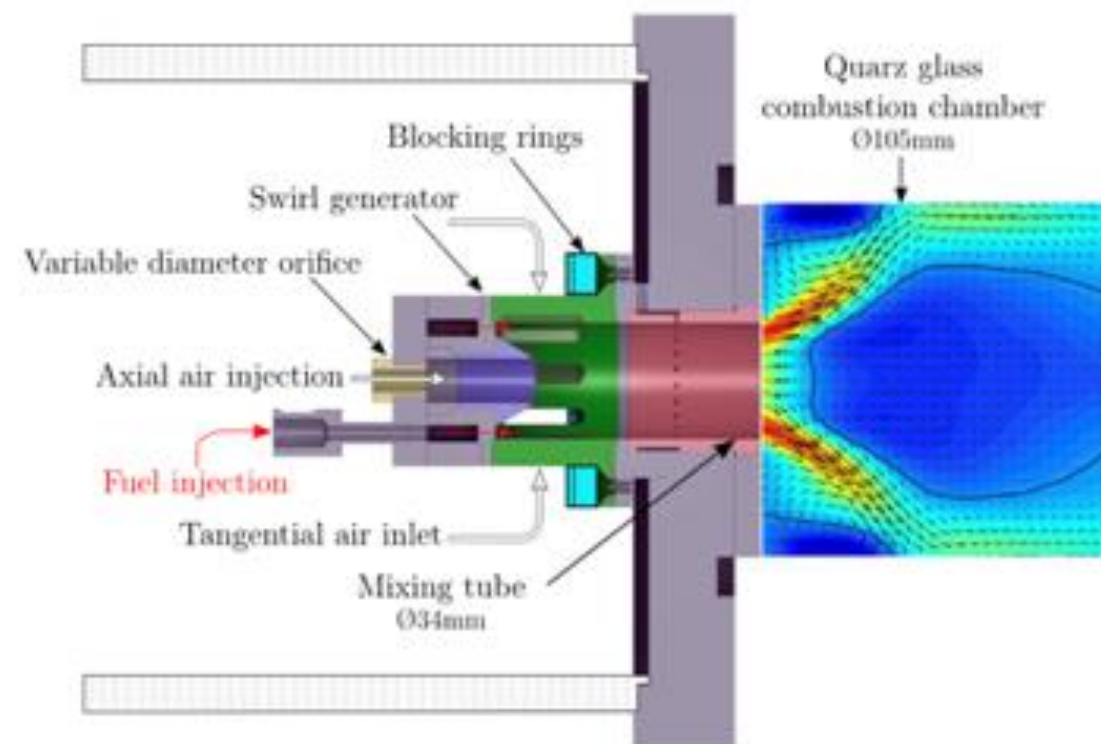 Quarz glass
combustion chamber
Ø105mm
Blocking rings
Swirl generator
Variable diameter orifice
Axial air injection
Fuel injection
Tangential air inlet
Mixing tube
Ø34mm